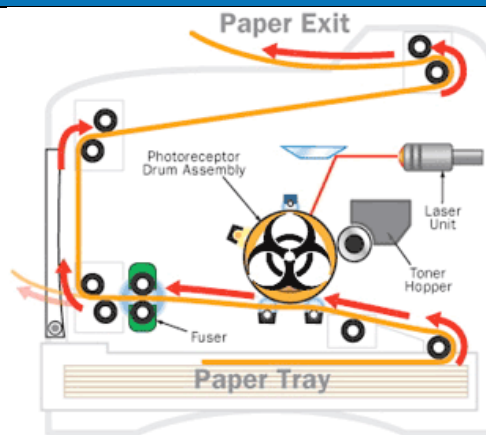 Paper Exit
Photoreceptor
Drum Assembly
Laser
Unit
Toner
Hopper
Fuser
Paper Tray